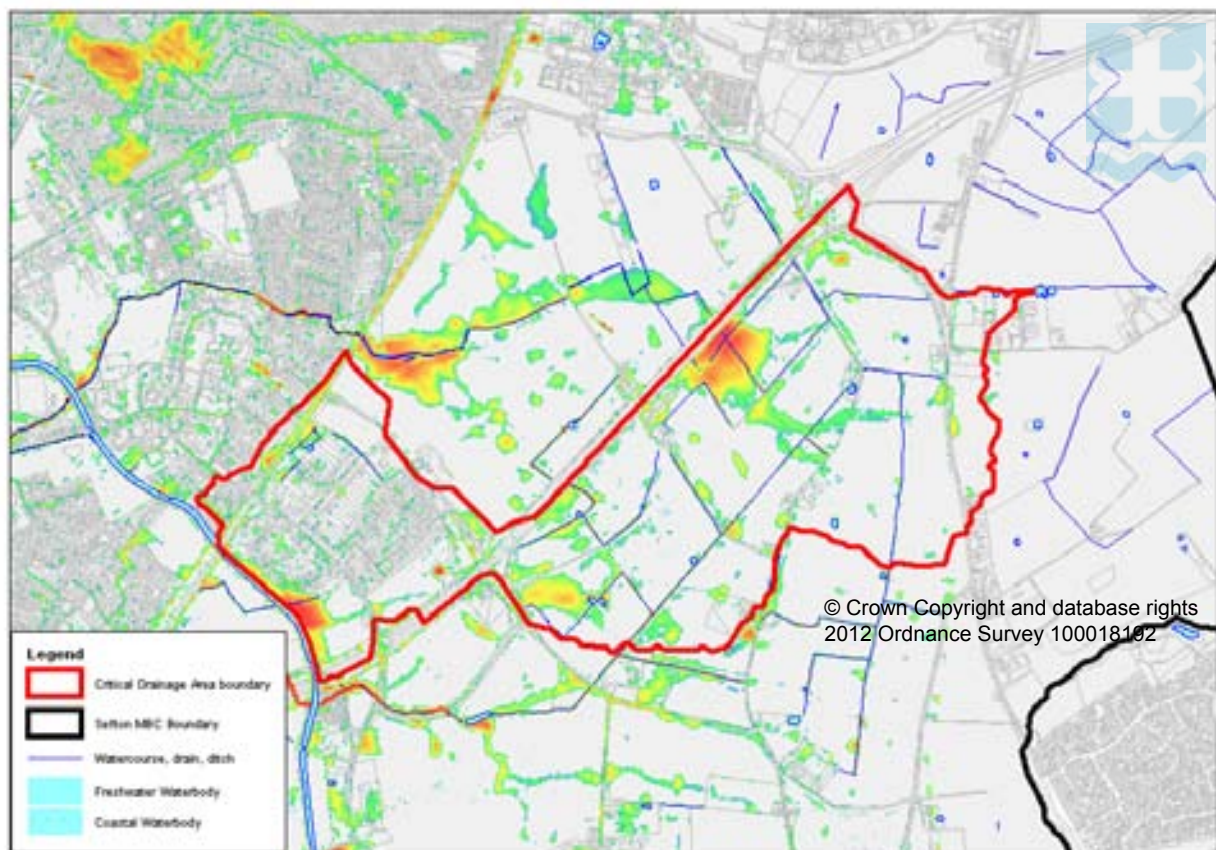 © Crown Copyright and database rights
2012 Ordnance Survey 100018192
Legend
Critical Drainage Area boundary
Sefton MBC Boundary
Watercourse, drain, ditch
Freshwater Waterbody
Coastal Waterbody